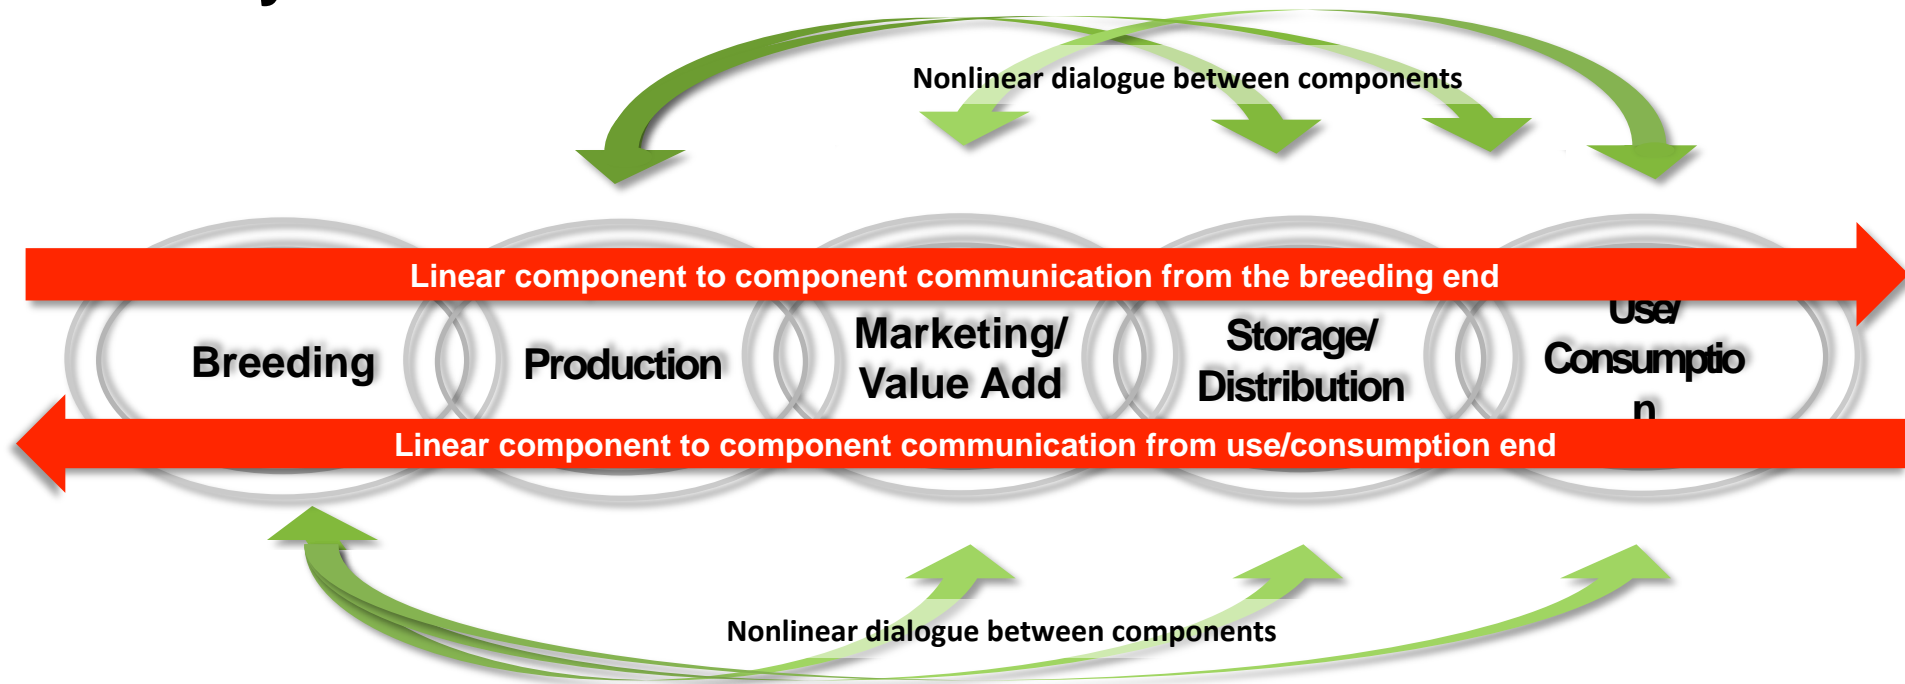 Nonlinear dialogue between components
Linear component to component communication from the breeding end
Breeding
Production
Marketing/
Value Add
Storage/
Distribution
Use/
Consumptio
n
Linear component to component communication from use/consumption end
Nonlinear dialogue between components